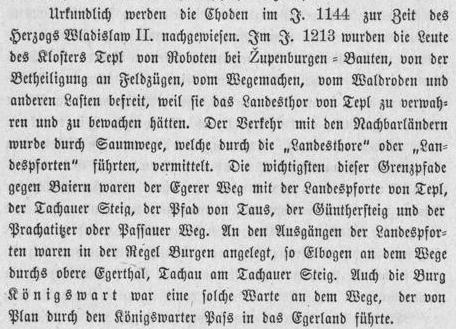 Urkundlich werden die Choden im J. 1144 zur Zeit des
Herzogs Wladislaw II. nachgewiesen. Im J. 1213 wurden die Leute
des Klosters Tepl von Roboten bei Županburgen-Bauten, von der
Betheiligung an Feldzügen, vom Wegemachen, vom Waldroden und
anderen Lasten befreit, weil sie das Landesthor von Tepl zu verwah-
ren und zu bewachen hätten. Der Verkehr mit den Nachbarländern
wurde durch Saumwege, welche durch die „Landesthore“ oder „Lan-
despforten“ führten, vermittelt. Die wichtigsten dieser Grenzpfade
gegen Baiern waren der Egerer Weg mit der Landespforte von Tepl,
der Tachauer Steig, der Pfad von Taus, der Günthersteig und der
Prachatitzer oder Passauer Weg. An den Ausgängen der Landespfor-
ten waren in der Regel Burgen angelegt, so Elbogen an dem Wege
durchs obere Egerthal, Tachau am Tachauer Steig. Auch die Burg
Königswart war eine solche Warte an dem Wege, der von
Plan durch den Königswarter Paß in das Egerland führte.